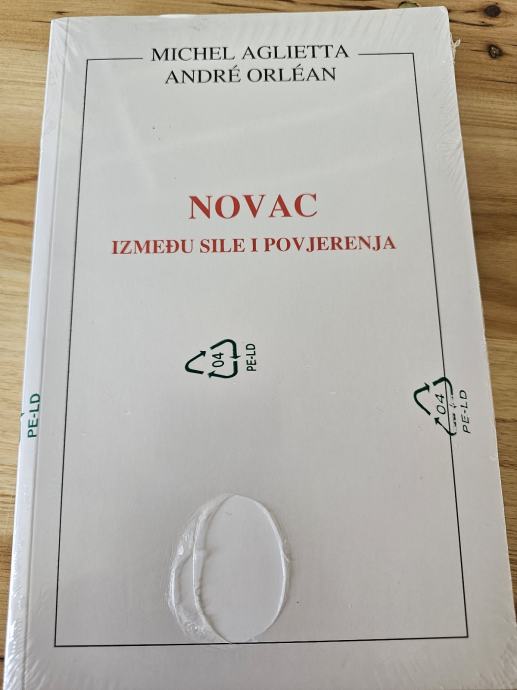 MICHEL AGLIETTA
ANDRÉ ORLÉAN
NOVAC
IZMEĐU SILE I POVJERENJA
04
PE-LD
04
PE-LD
PE-LD